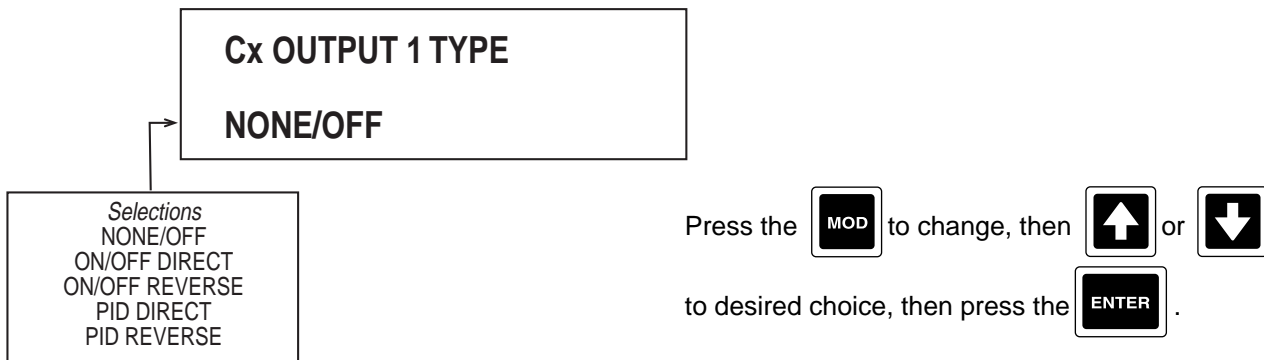 Cx OUTPUT 1 TYPE
NONE/OFF
Selections
NONE/OFF
ON/OFF DIRECT
ON/OFF REVERSE
PID DIRECT
PID REVERSE
Press the MOD to change, then or
to desired choice, then press the ENTER .